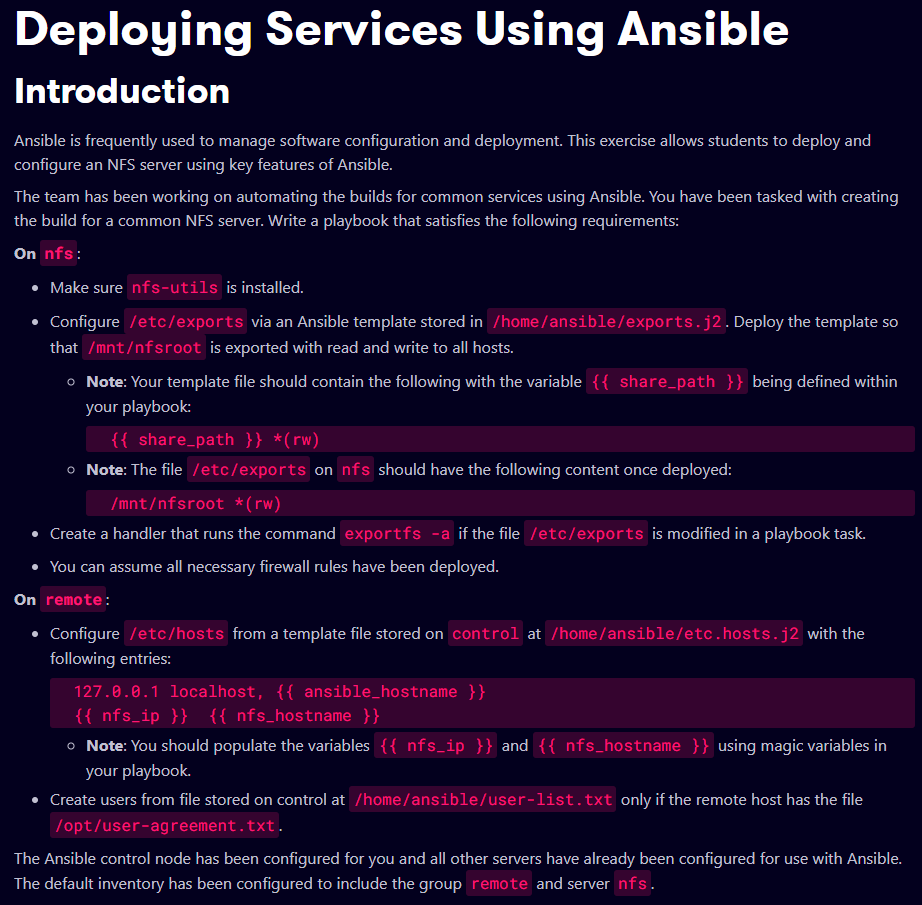 Deploying Services Using Ansible
Introduction
Ansible is frequently used to manage software configuration and deployment. This exercise allows students to deploy and
configure an NFS server using key features of Ansible.
The team has been working on automating the builds for common services using Ansible. You have been tasked with creating
the build for a common NFS server. Write a playbook that satisfies the following requirements:
On nfs:
• Make sure nfs-utils is installed.
• Configure /etc/exports via an Ansible template stored in /home/ansible/exports.j2. Deploy the template so
that /mnt/nfsroot is exported with read and write to all hosts.
◦ Note: Your template file should contain the following with the variable {{ share_path }} being defined within
your playbook:
{{ share_path }} *(rw)
◦ Note: The file /etc/exports on nfs should have the following content once deployed:
/mnt/nfsroot *(rw)
• Create a handler that runs the command exportfs -a if the file /etc/exports is modified in a playbook task.
• You can assume all necessary firewall rules have been deployed.
On remote:
• Configure /etc/hosts from a template file stored on control at /home/ansible/etc.hosts.j2 with the
following entries:
127.0.0.1 localhost, {{ ansible_hostname }}
{{ nfs_ip }}  {{ nfs_hostname }}
◦ Note: You should populate the variables {{ nfs_ip }} and {{ nfs_hostname }} using magic variables in
your playbook.
• Create users from file stored on control at /home/ansible/user-list.txt only if the remote host has the file
/opt/user-agreement.txt.
The Ansible control node has been configured for you and all other servers have already been configured for use with Ansible.
The default inventory has been configured to include the group remote and server nfs.